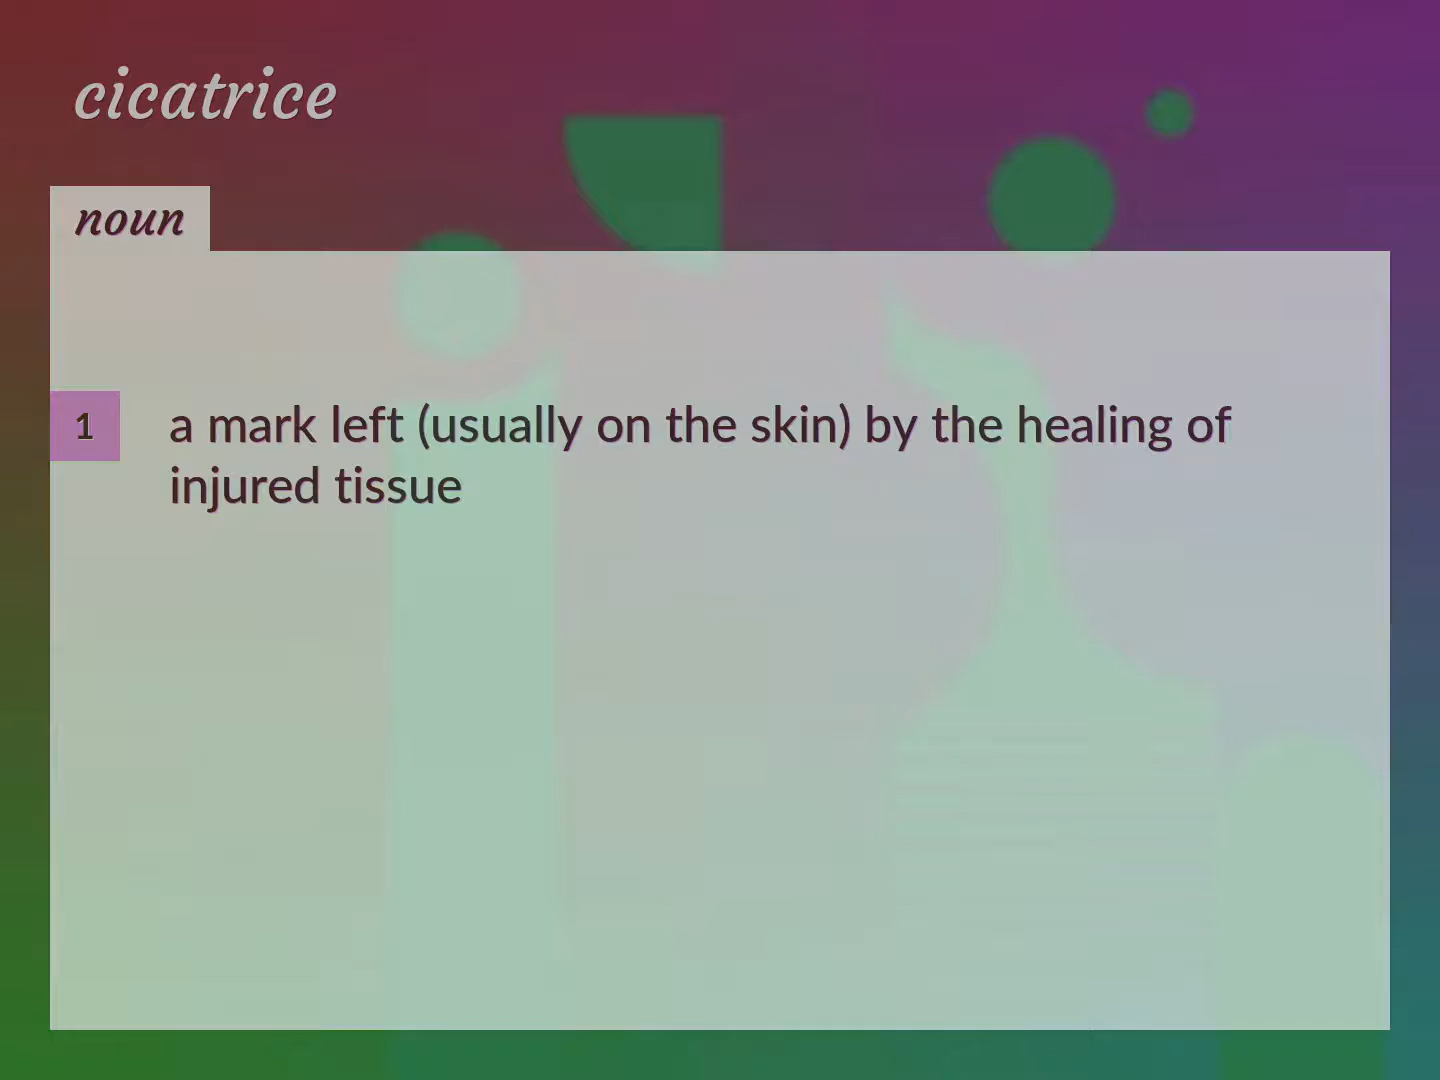 cicatrice
noun
1
a mark left (usually on the skin) by the healing of
injured tissue